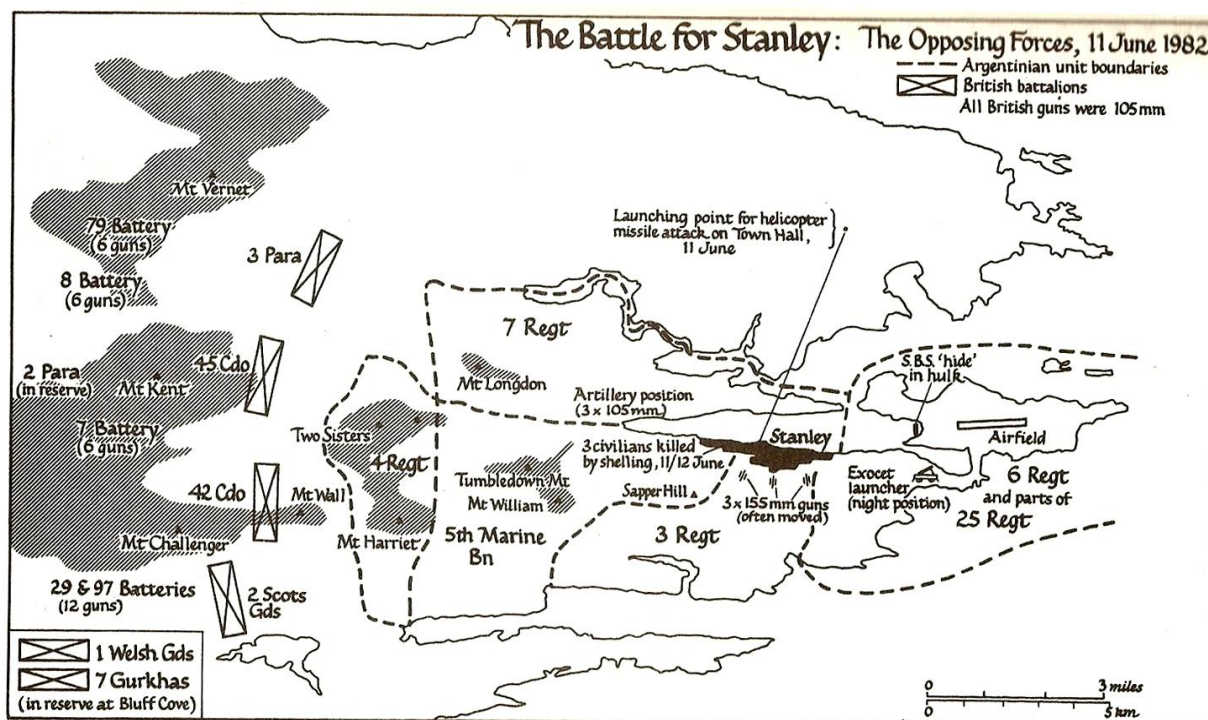 The Battle for Stanley: The Opposing Forces, 11 June 1982
Argentinian unit boundaries
British battalions
All British guns were 105mm
Mt Vernet
79 Battery
(6 guns)
8 Battery
(6 guns)
3 Para
Launching point for helicopter
missile attack on Town Hall,
11 June
7 Regt
45 Cdo
2 Para
(in reserve)
Mt Kent
Mt Longdon
S.B.S. 'hide'
in hulk
Artillery position
(3 x 105mm)
7 Battery
(6 guns)
Two Sisters
4 Regt
Stanley
Airfield
3 civilians killed
by shelling, 11/12 June
Tumbledown Mt
Mt William
Sapper Hill
42 Cdo
Mt Wall
3 x 155mm guns
(often moved)
Exocet
launcher
(night position)
6 Regt
and parts of
25 Regt
Mt Challenger
Mt Harriet
5th Marine
Bn
3 Regt
29 & 97 Batteries
(12 guns)
2 Scots
Gds
1 Welsh Gds
7 Gurkhas
(in reserve at Bluff Cove)
0 3 miles
0 5 km